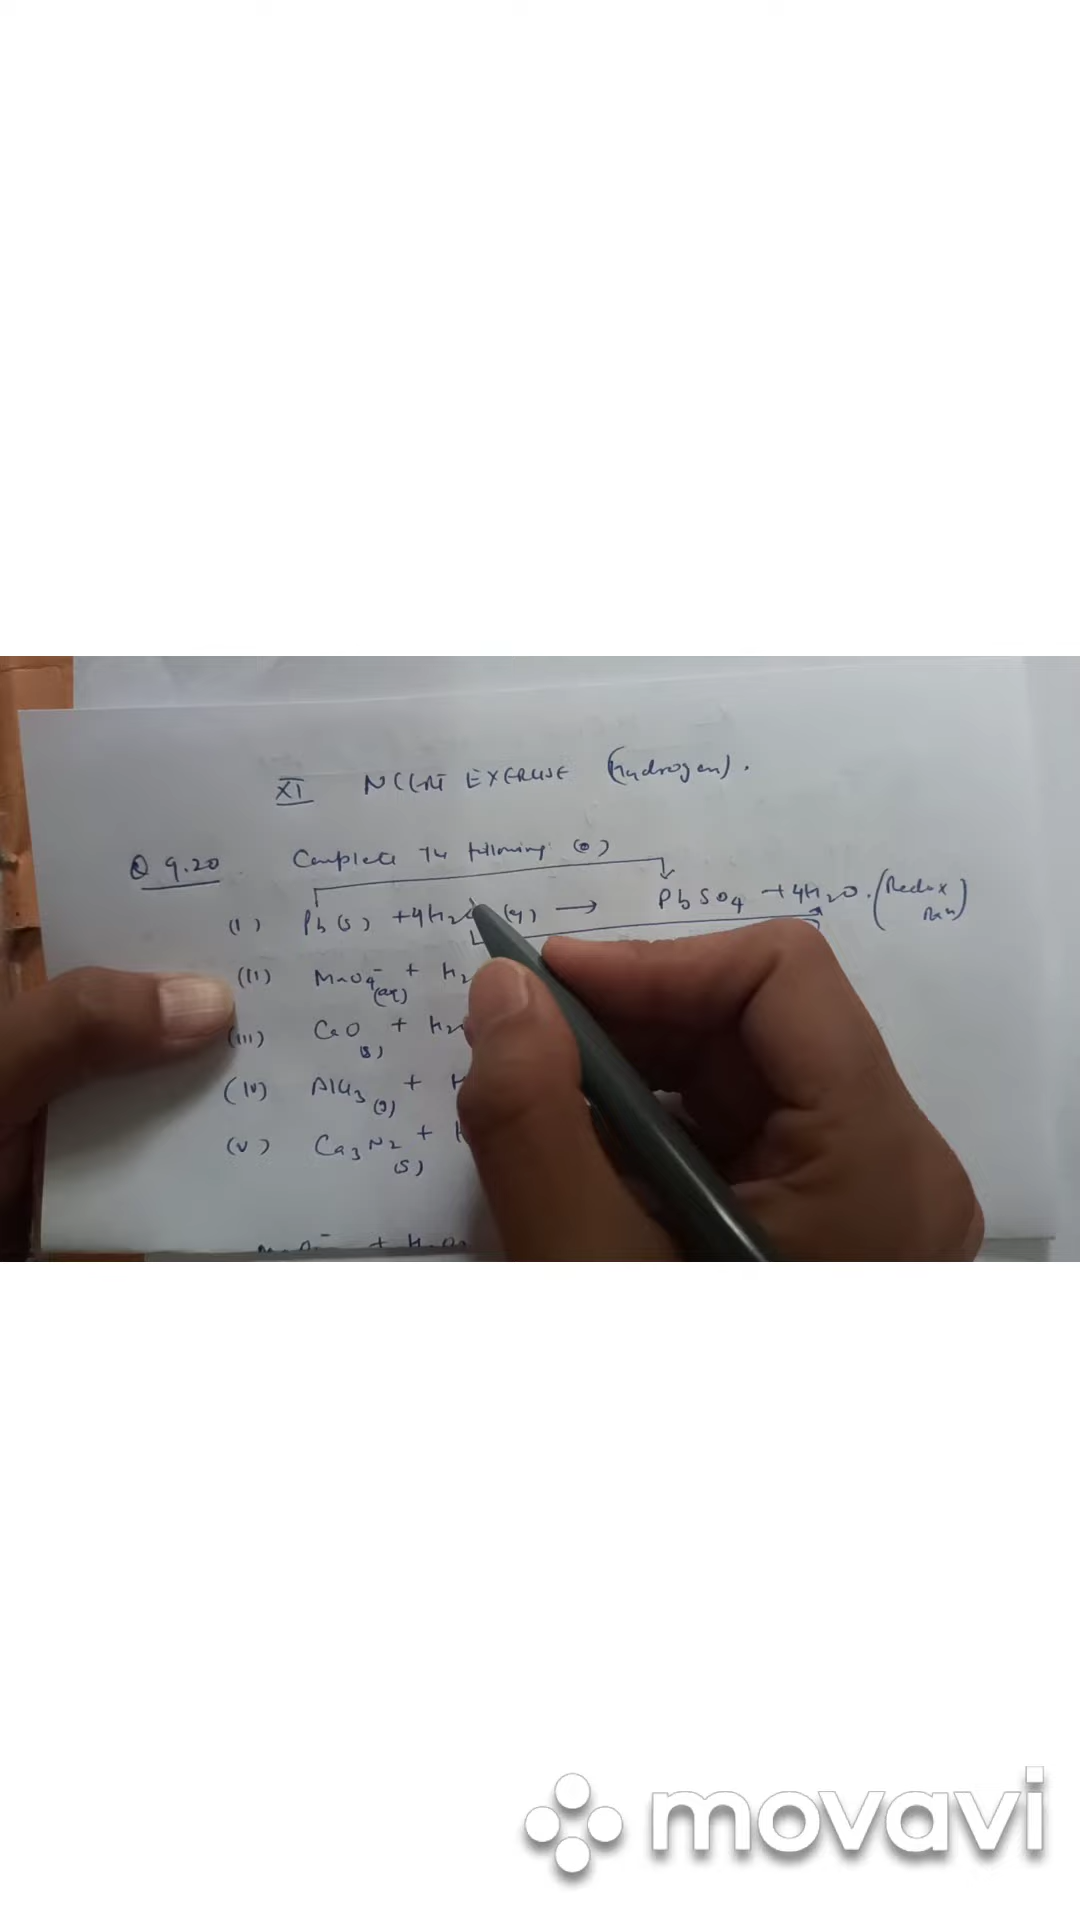 XI NCERT EXERCISE (Hydrogen).
Q 9.20 Complete the following
(i) Pb(s) + 4H2O → PbSO4 + 4H2O. (Redox Rxn)
(ii) MnO4⁻ (aq) + H2
(iii) CaO (s) + H2
(iv) AlCl3 (g) + H
(v) Ca3N2 (s) + H
movavi